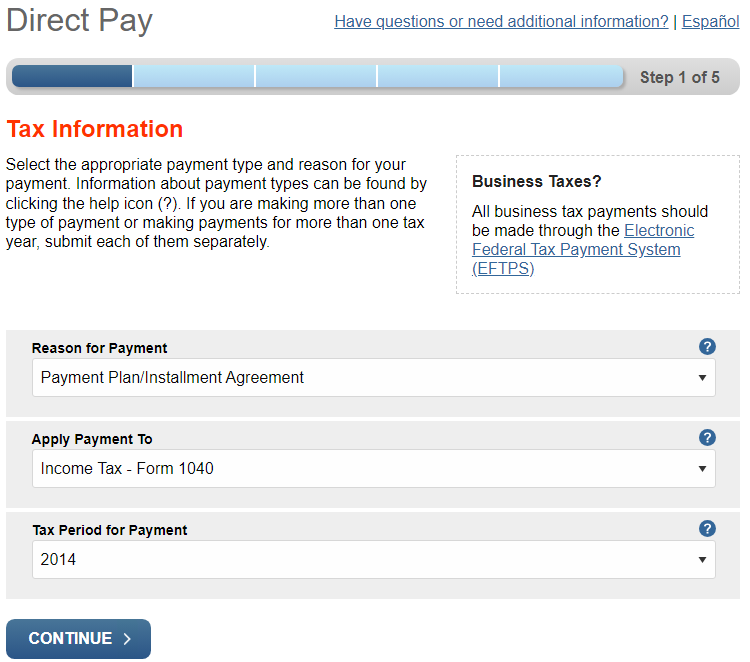 Direct Pay
Have questions or need additional information? | Español
Step 1 of 5
Tax Information
Select the appropriate payment type and reason for your
payment. Information about payment types can be found by
clicking the help icon (?). If you are making more than one
type of payment or making payments for more than one tax
year, submit each of them separately.
Business Taxes?
All business tax payments should
be made through the Electronic
Federal Tax Payment System
(EFTPS)
Reason for Payment
?
Payment Plan/Installment Agreement
Apply Payment To
?
Income Tax - Form 1040
Tax Period for Payment
?
2014
CONTINUE